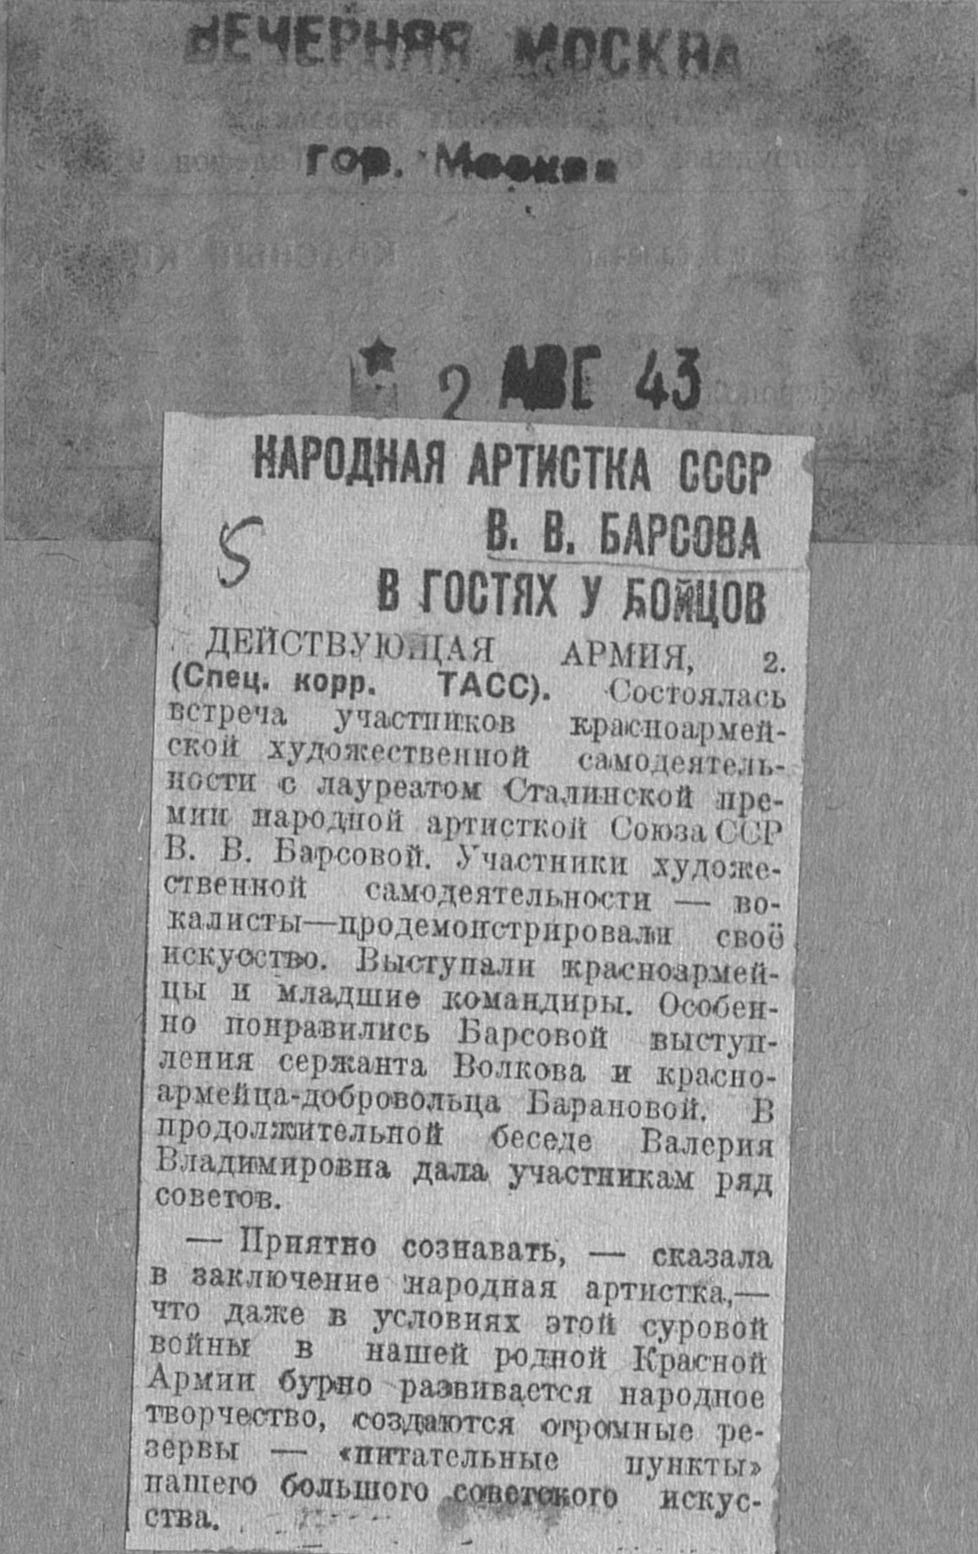 ВЕЧЕРНЯЯ МОСКВА
гор. Москва
КРАСНЫЙ
2 АВГ 43
НАРОДНАЯ АРТИСТКА СССР
В. В. БАРСОВА
В ГОСТЯХ У БОЙЦОВ
5
ДЕЙСТВУЮЩАЯ АРМИЯ, 2.
(Спец. корр. ТАСС). Состоялась
встреча участников красноармей-
ской художественной самодеятель-
ности с лауреатом Сталинской пре-
мии народной артисткой Союза ССР
В. В. Барсовой. Участники художе-
ственной самодеятельности — во-
калисты—продемонстрировали своё
искусство. Выступали красноармей-
цы и младшие командиры. Особен-
но понравились Барсовой выступ-
ления сержанта Волкова и красно-
армейца-добровольца Барановой. В
продолжительной беседе Валерия
Владимировна дала участникам ряд
советов.
— Приятно сознавать, — сказала
в заключение народная артистка,—
что даже в условиях этой суровой
войны в нашей родной Красной
Армии бурно развивается народное
творчество, создаются огромные ре-
зервы — «питательные пункты»
нашего большого советского искус-
ства.